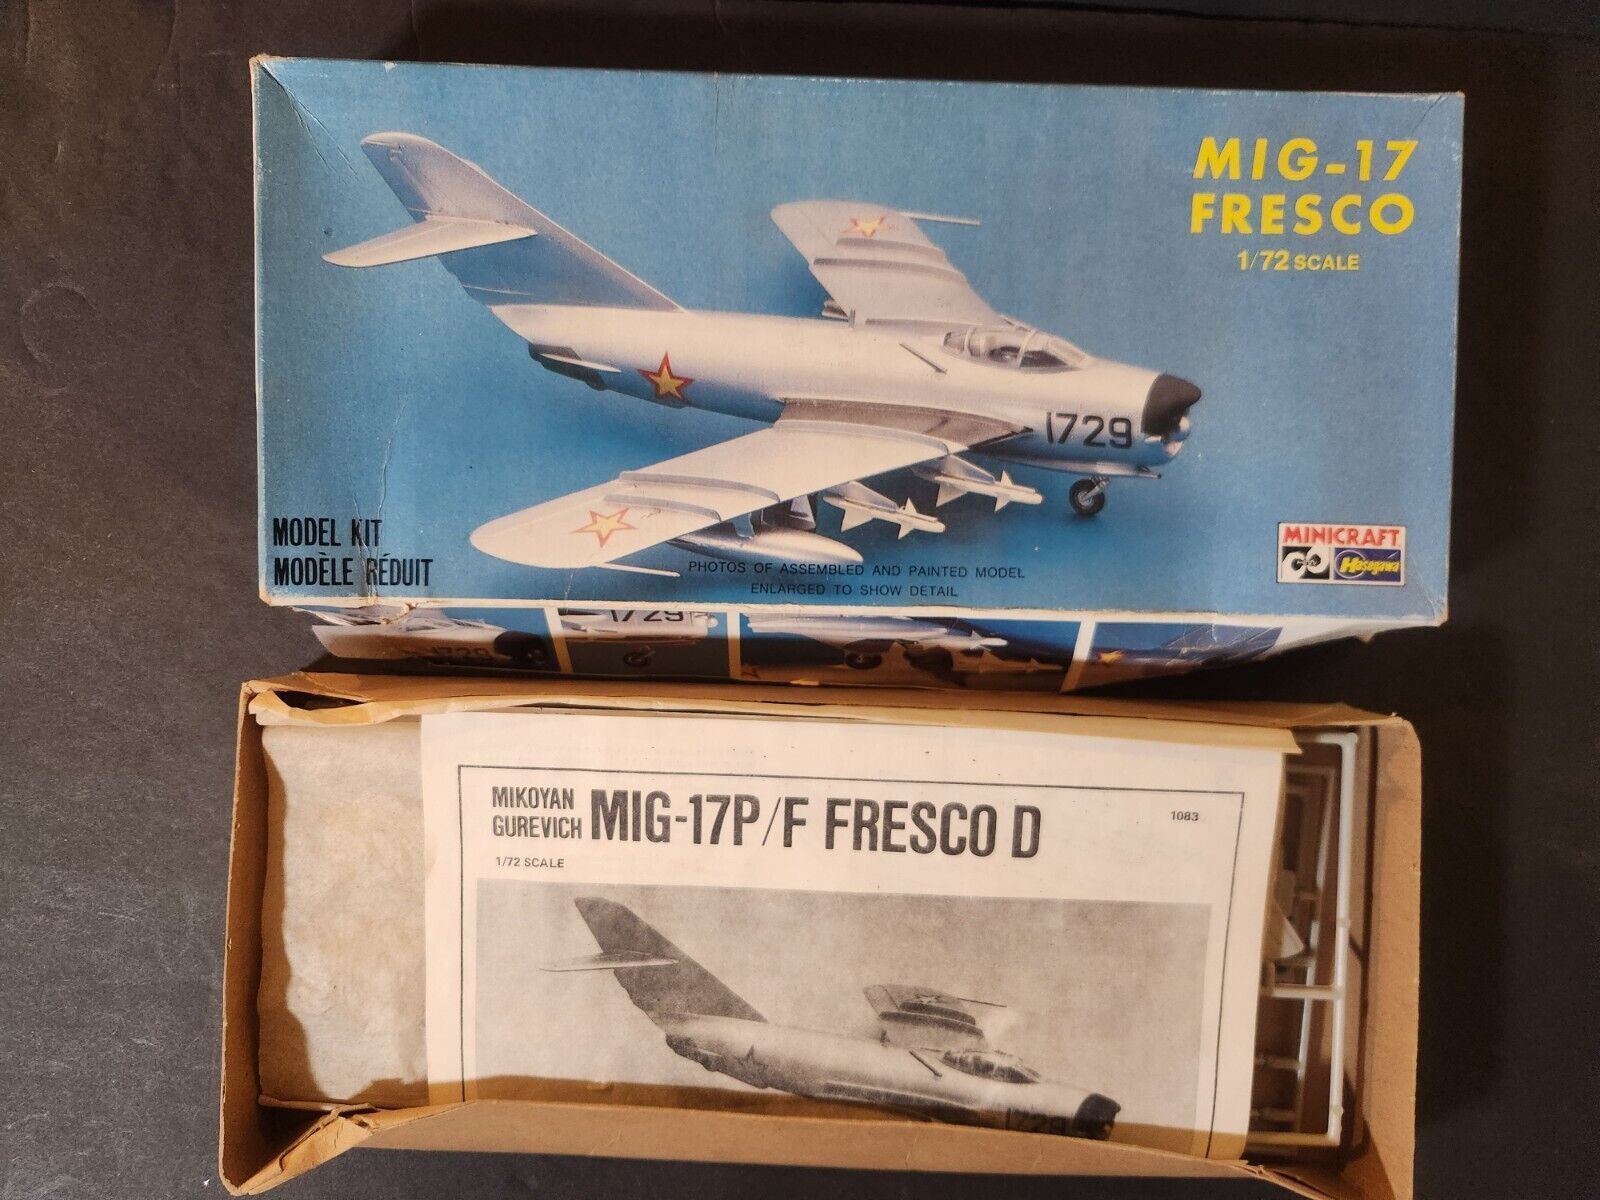 MIG-17
FRESCO
1/72 SCALE
1729
MODEL KIT
MODÈLE RÉDUIT
PHOTOS OF ASSEMBLED AND PAINTED MODEL
ENLARGED TO SHOW DETAIL
MINICRAFT
Hasegawa
1729
1729
MIKOYAN
GUREVICH
MIG-17P/F FRESCO D
1083
1/72 SCALE
1729